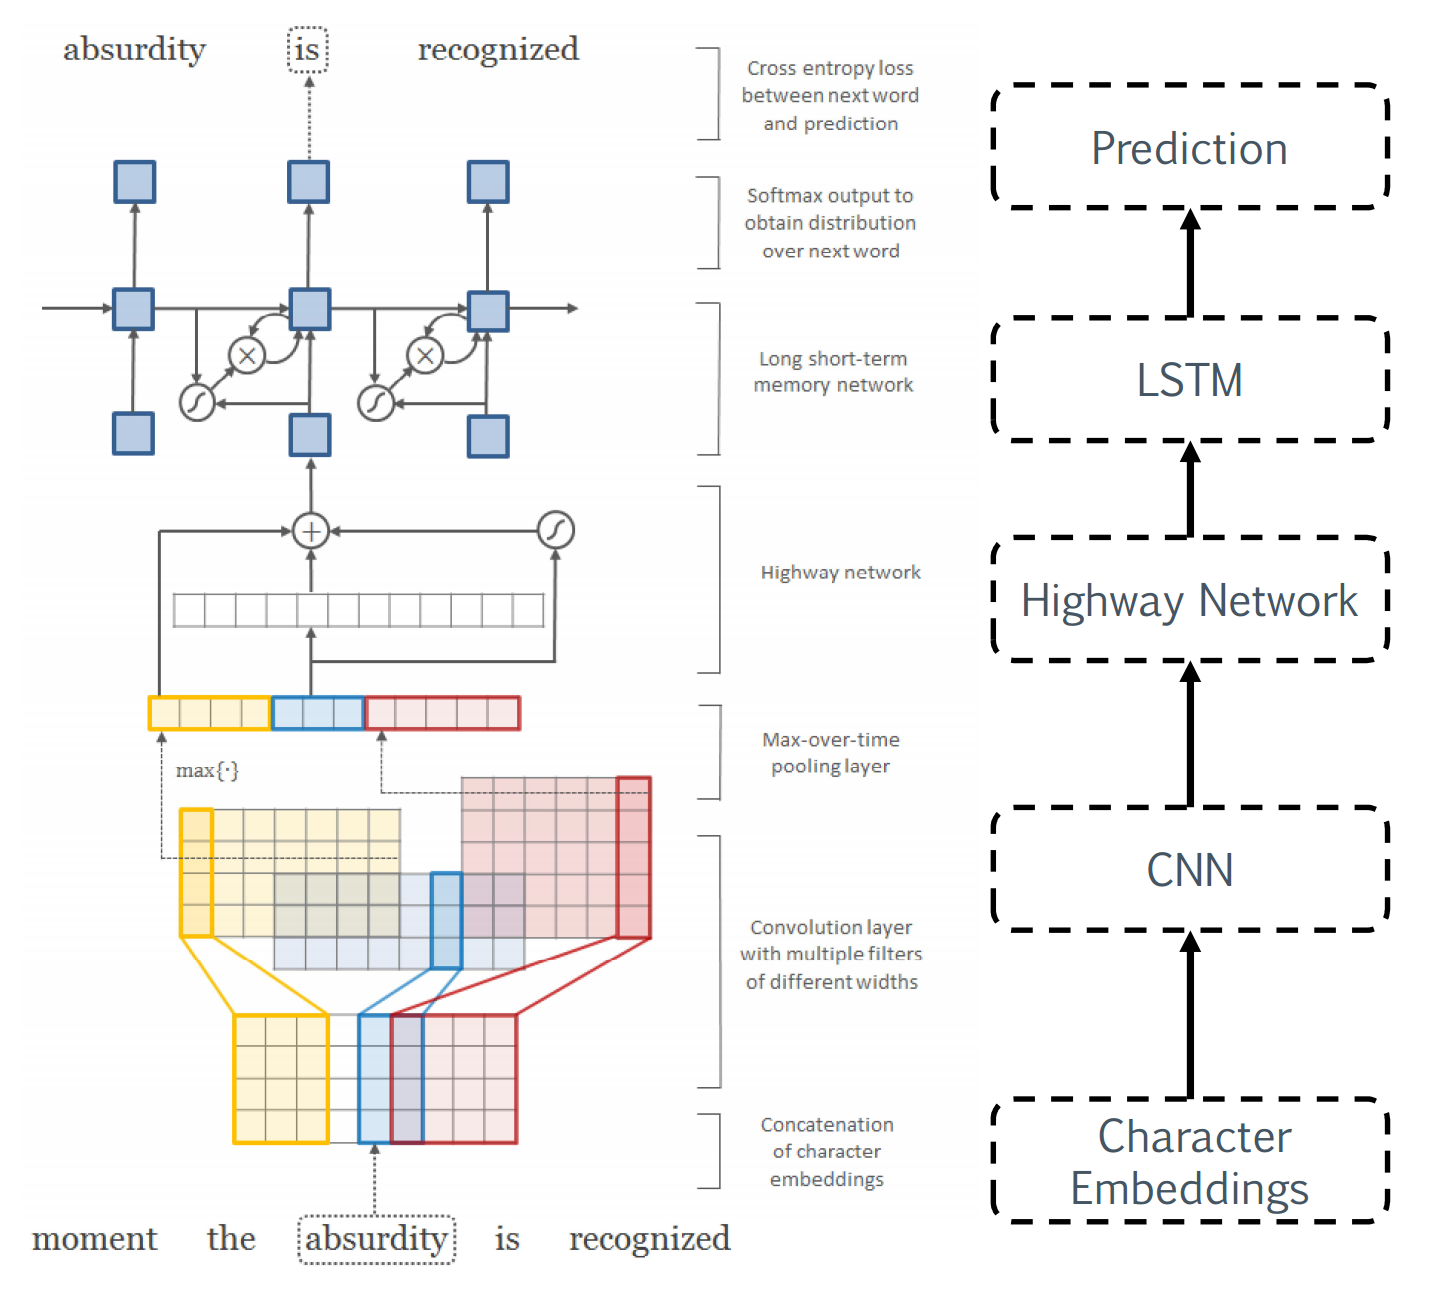 absurdity is recognized
Cross entropy loss
between next word
and prediction
Softmax output to
obtain distribution
over next word
Long short-term
memory network
Highway network
Max-over-time
pooling layer
max{·}
Convolution layer
with multiple filters
of different widths
Concatenation
of character
embeddings
moment the absurdity is recognized
Prediction
LSTM
Highway Network
CNN
Character
Embeddings